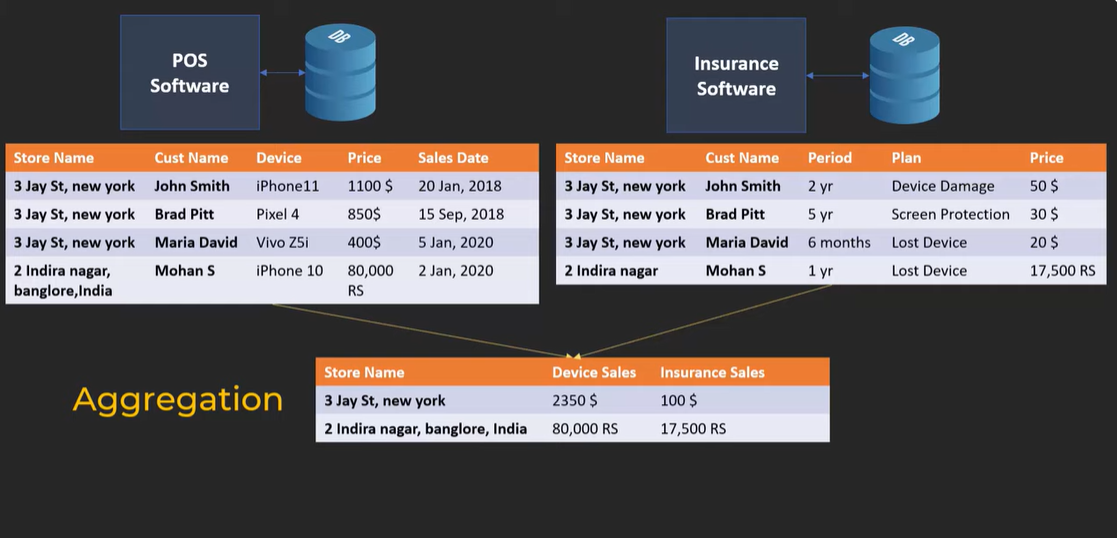 POS
Software
DB
Insurance
Software
DB
Store Name Cust Name Device Price Sales Date
3 Jay St, new york John Smith iPhone11 1100 $ 20 Jan, 2018
3 Jay St, new york Brad Pitt Pixel 4 850$ 15 Sep, 2018
3 Jay St, new york Maria David Vivo Z5i 400$ 5 Jan, 2020
2 Indira nagar, Mohan S iPhone 10 80,000 2 Jan, 2020
banglore,India RS
Store Name Cust Name Period Plan Price
3 Jay St, new york John Smith 2 yr Device Damage 50 $
3 Jay St, new york Brad Pitt 5 yr Screen Protection 30 $
3 Jay St, new york Maria David 6 months Lost Device 20 $
2 Indira nagar Mohan S 1 yr Lost Device 17,500 RS
Aggregation
Store Name Device Sales Insurance Sales
3 Jay St, new york 2350 $ 100 $
2 Indira nagar, banglore, India 80,000 RS 17,500 RS